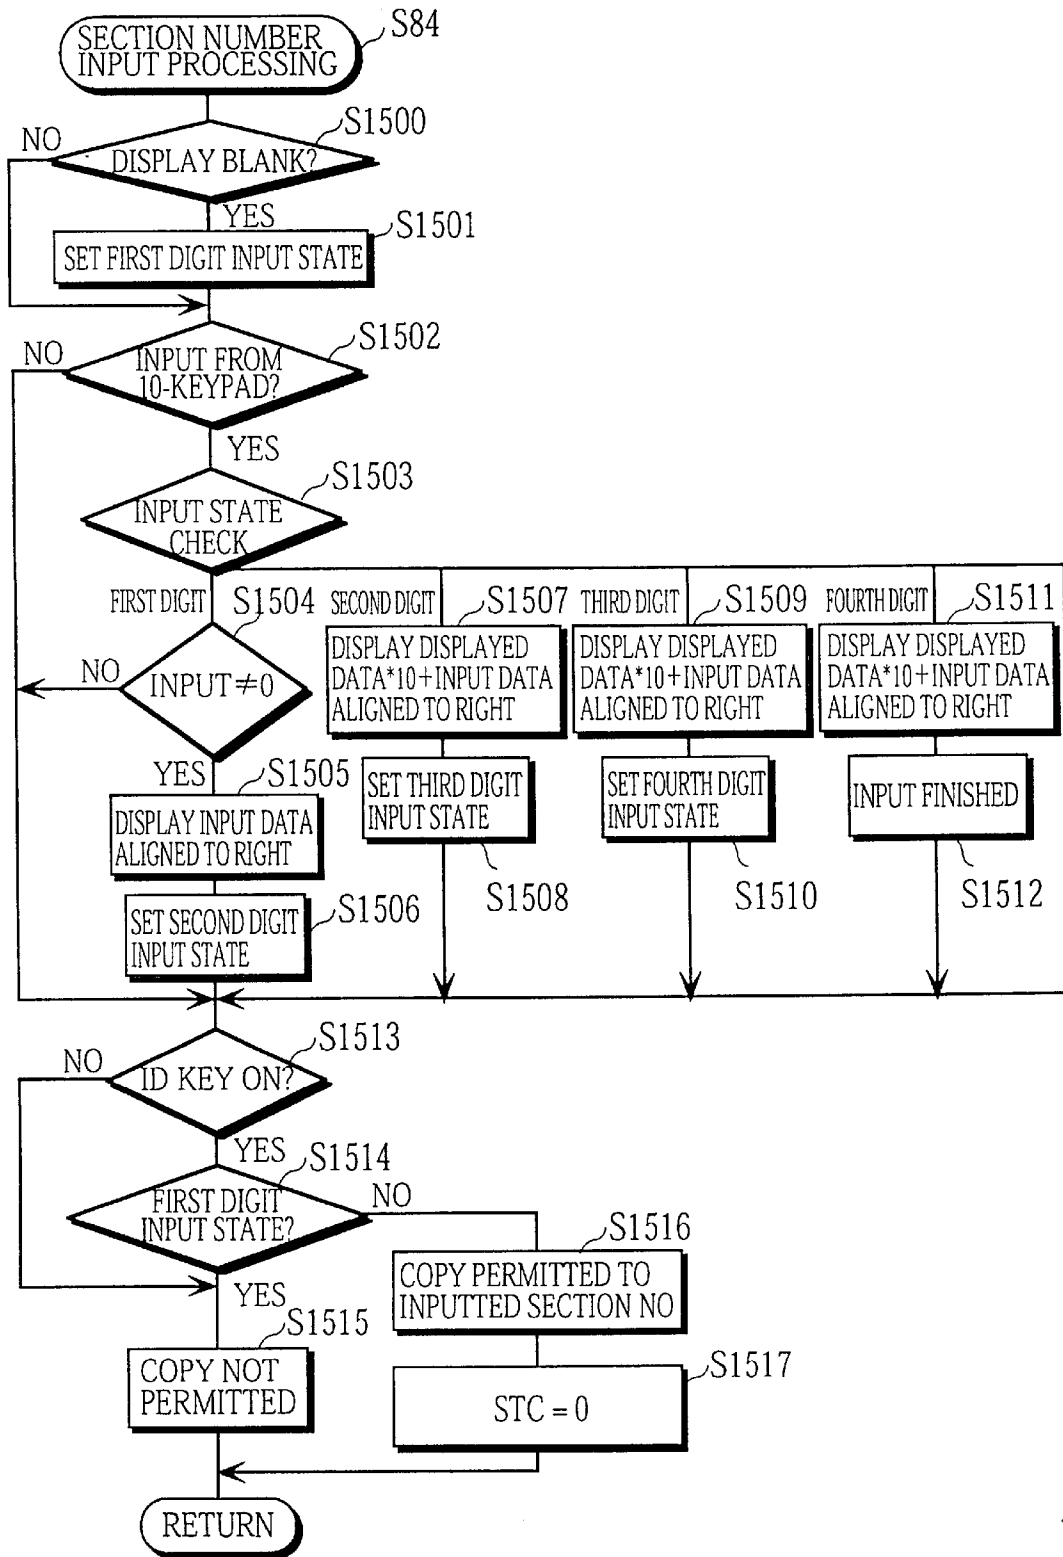 SECTION NUMBER
INPUT PROCESSING
S84
S1500
NO
DISPLAY BLANK?
YES
S1501
SET FIRST DIGIT INPUT STATE
S1502
NO
INPUT FROM
10-KEYPAD?
YES
S1503
INPUT STATE
CHECK
FIRST DIGIT
S1504
SECOND DIGIT
S1507
THIRD DIGIT
S1509
FOURTH DIGIT
S1511
NO
INPUT≠0
DISPLAY DISPLAYED
DATA*10+INPUT DATA
ALIGNED TO RIGHT
DISPLAY DISPLAYED
DATA*10+INPUT DATA
ALIGNED TO RIGHT
DISPLAY DISPLAYED
DATA*10+INPUT DATA
ALIGNED TO RIGHT
YES
S1505
DISPLAY INPUT DATA
ALIGNED TO RIGHT
SET THIRD DIGIT
INPUT STATE
SET FOURTH DIGIT
INPUT STATE
INPUT FINISHED
S1508
S1510
S1512
S1506
SET SECOND DIGIT
INPUT STATE
S1513
NO
ID KEY ON?
YES
S1514
FIRST DIGIT
INPUT STATE?
NO
YES
S1516
COPY PERMITTED TO
INPUTTED SECTION NO
S1515
COPY NOT
PERMITTED
S1517
STC = 0
RETURN